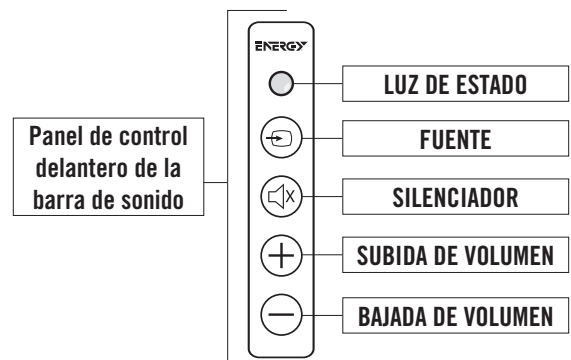 ENERGY
LUZ DE ESTADO
FUENTE
Panel de control
delantero de la
barra de sonido
SILENCIADOR
SUBIDA DE VOLUMEN
BAJADA DE VOLUMEN